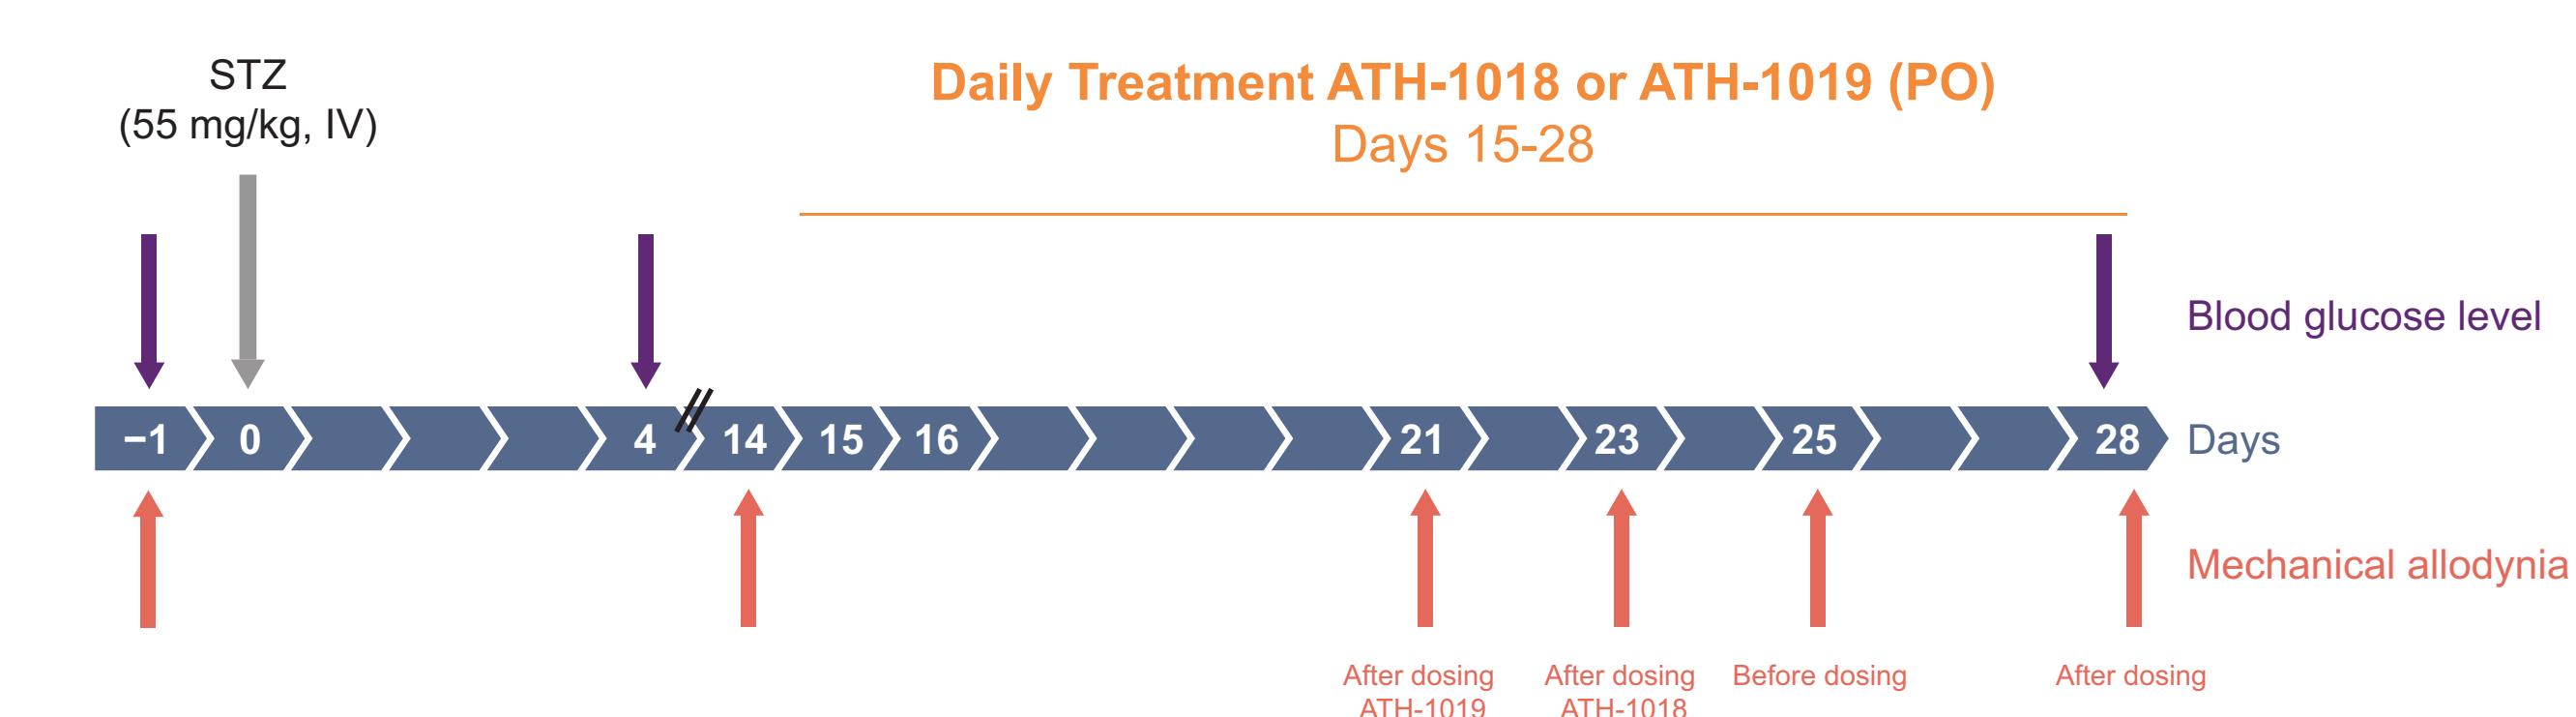 STZ
(55 mg/kg, IV)
Daily Treatment ATH-1018 or ATH-1019 (PO)
Days 15-28
Blood glucose level
−1 0 4 14 15 16 21 23 25 28 Days
Mechanical allodynia
After dosing
ATH-1019
After dosing
ATH-1018
Before dosing
After dosing